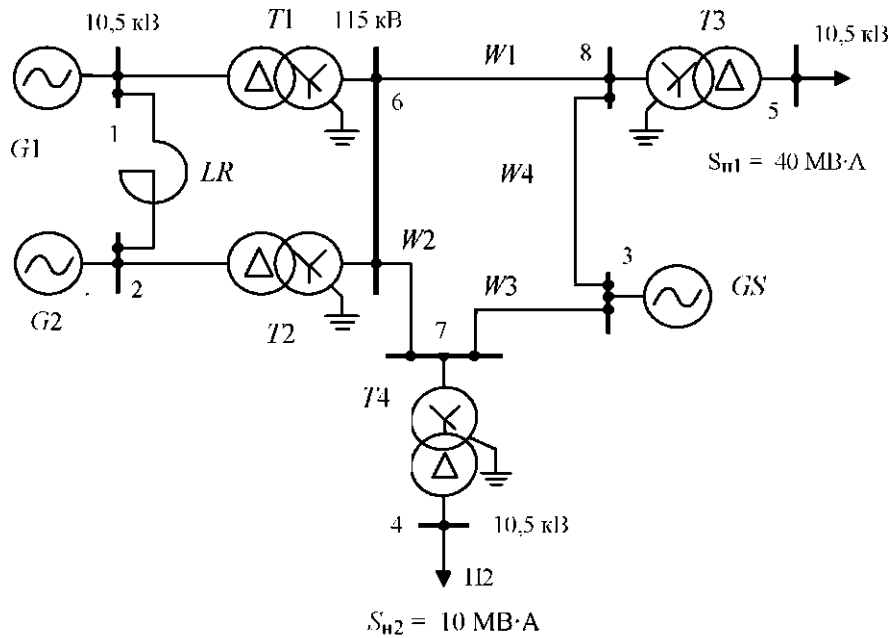 10,5 кВ
T1
115 кВ
T3
10,5 кВ
W1
8
6
5
1
G1
LR
W4
Sн1 = 40 МВ·А
W2
3
GS
2
W3
G2
T2
7
T4
4
10,5 кВ
П2
Sн2 = 10 МВ·А